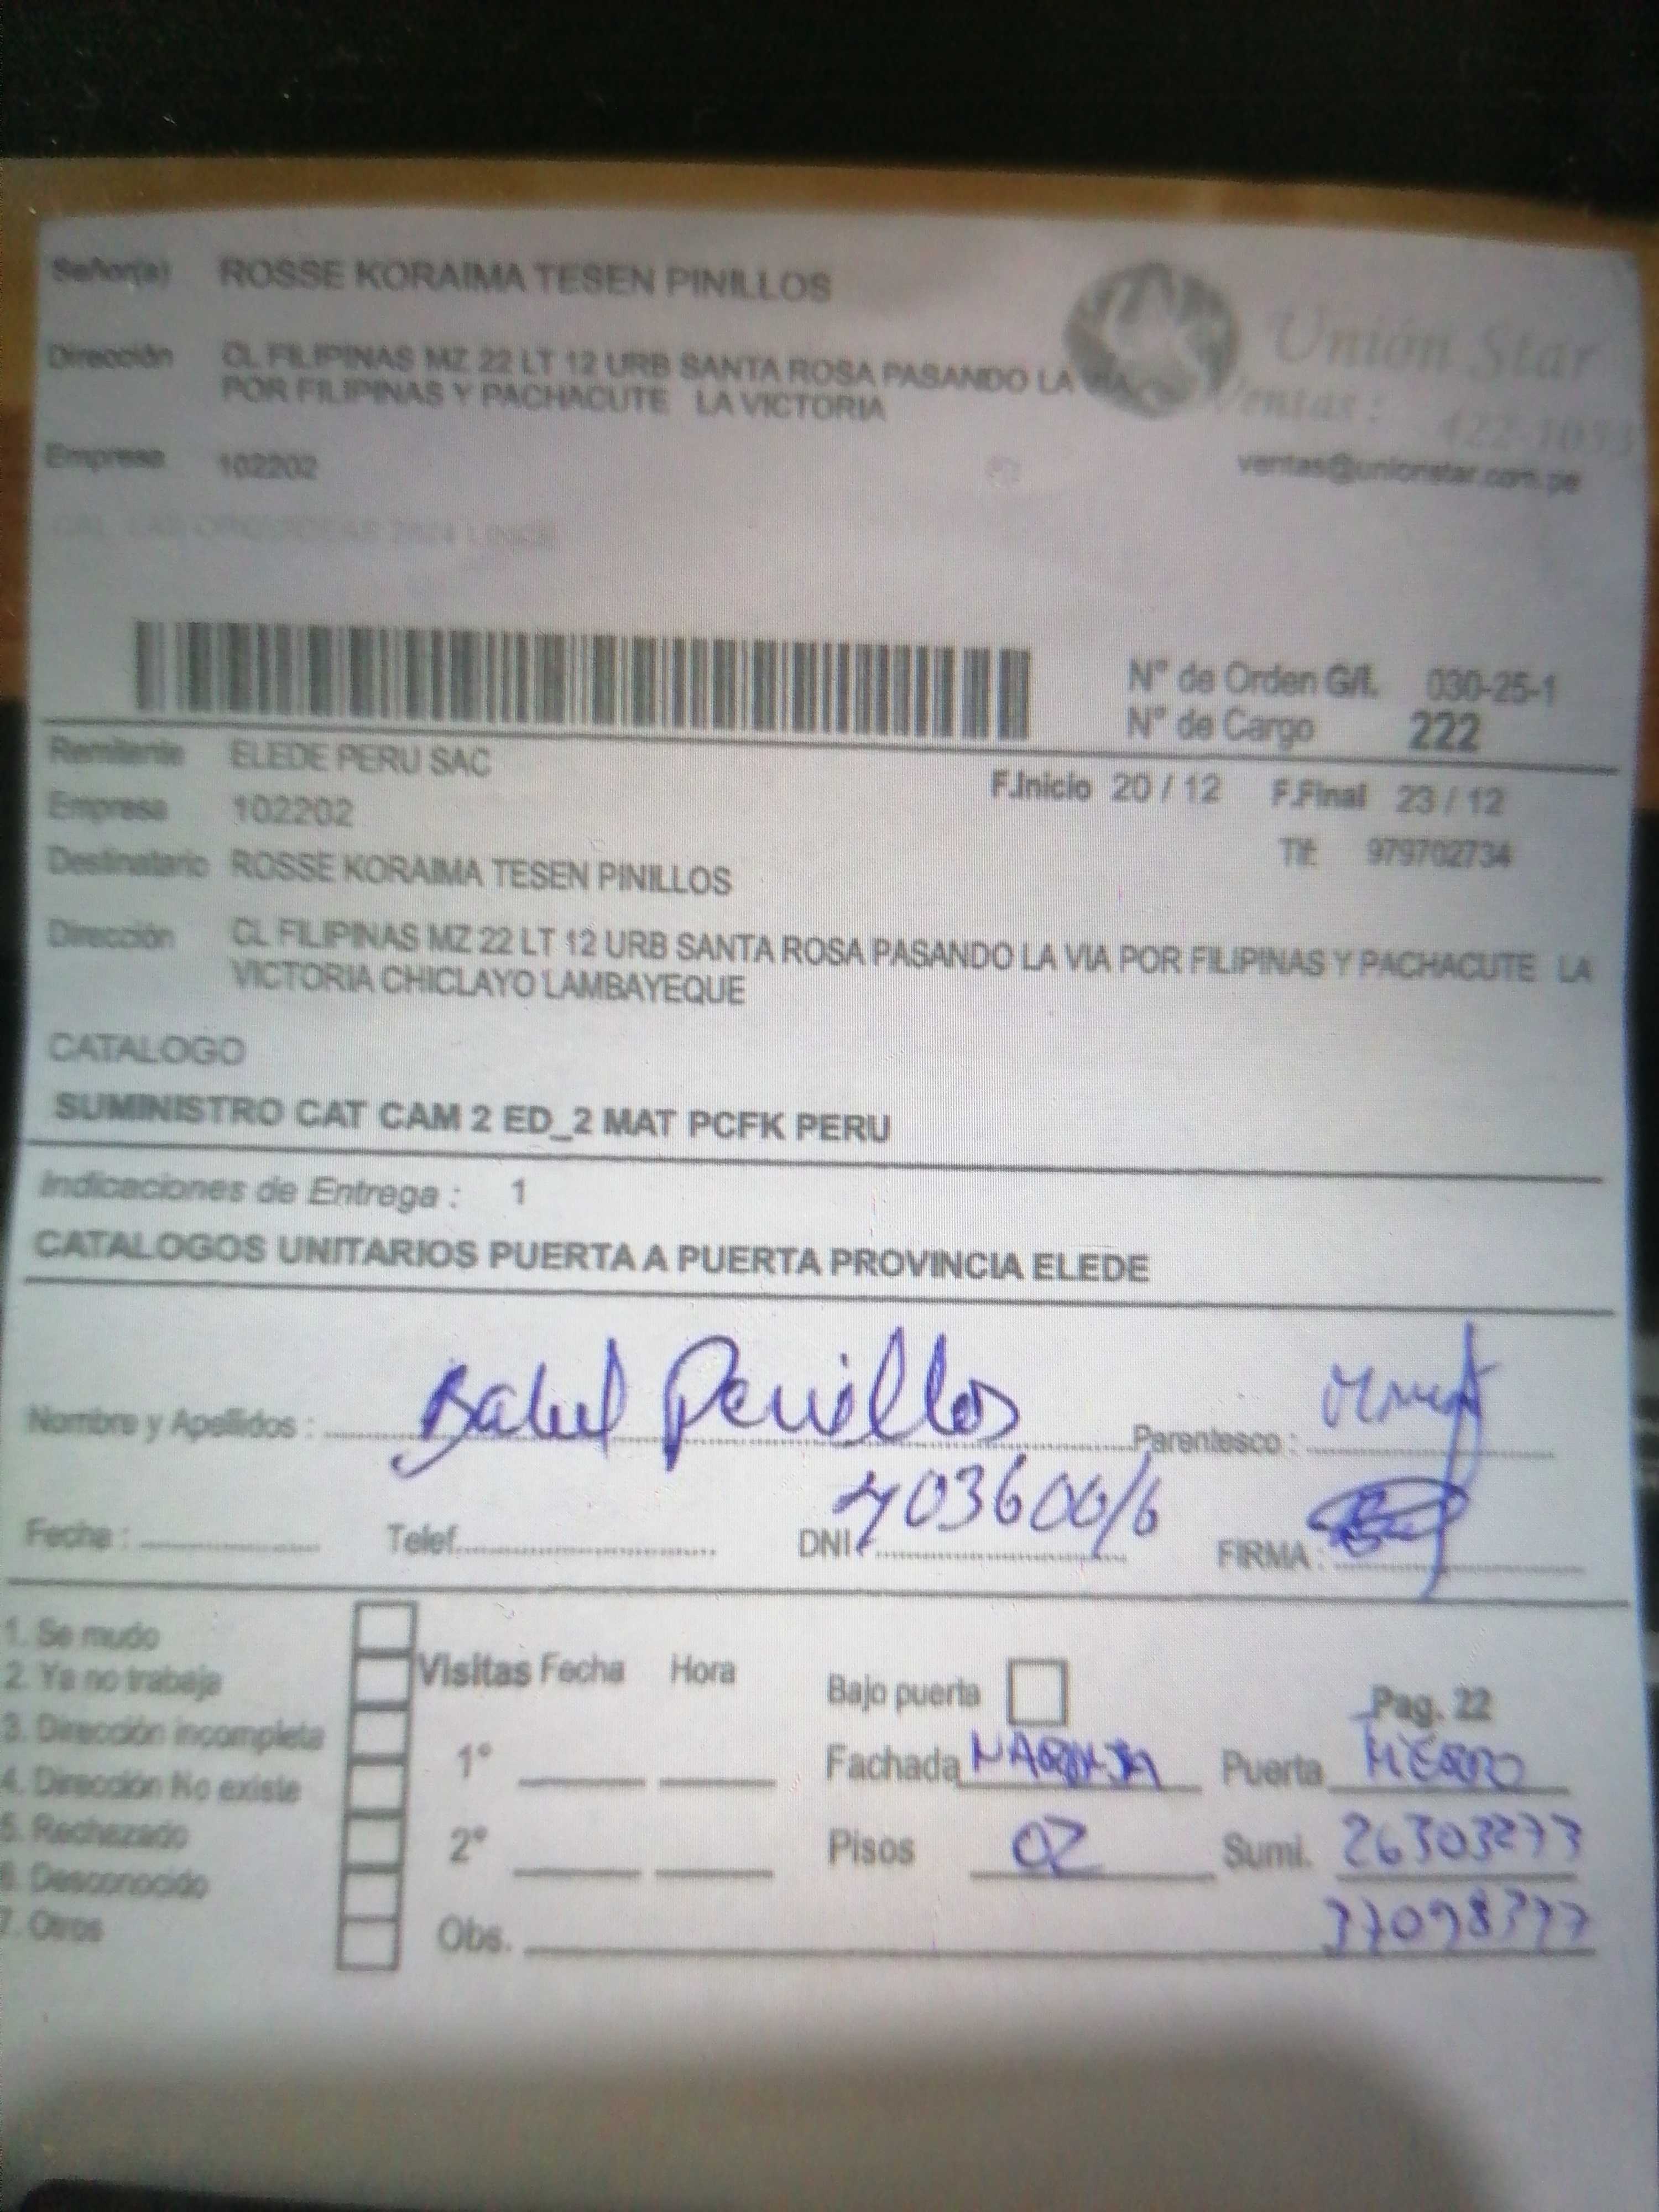 Señor(a) ROSSE KORAIMA TESEN PINILLOS
Unión Star
Dirección CL FILIPINAS MZ 22 LT 12 URB SANTA ROSA PASANDO LA VIA
POR FILIPINAS Y PACHACUTE LA VICTORIA
Ventas: 422-1033
Empresa 102202
ventas@unionstar.com.pe
N° de Orden G/I. 030-25-1
N° de Cargo 222
Remitente ELEDE PERU SAC
F.Inicio 20 / 12 F.Final 23 / 12
Empresa 102202
Tlf: 979702734
Destinatario ROSSE KORAIMA TESEN PINILLOS
Dirección CL FILIPINAS MZ 22 LT 12 URB SANTA ROSA PASANDO LA VIA POR FILIPINAS Y PACHACUTE LA
VICTORIA CHICLAYO LAMBAYEQUE
CATALOGO
SUMINISTRO CAT CAM 2 ED_2 MAT PCFK PERU
Indicaciones de Entrega : 1
CATALOGOS UNITARIOS PUERTA A PUERTA PROVINCIA ELEDE
Nombre y Apellidos : Parentesco :
Fecha : Telef. DNI FIRMA :
1. Se mudo
2. Ya no trabaja
3. Dirección incompleta
4. Dirección No existe
5. Rechazado
6. Desconocido
7. Otros
Visitas Fecha Hora
1°
2°
Obs.
Bajo puerta Pag. 22
Fachada NARANJA Puerta HIERRO
Pisos 02 Sumi. 26303273